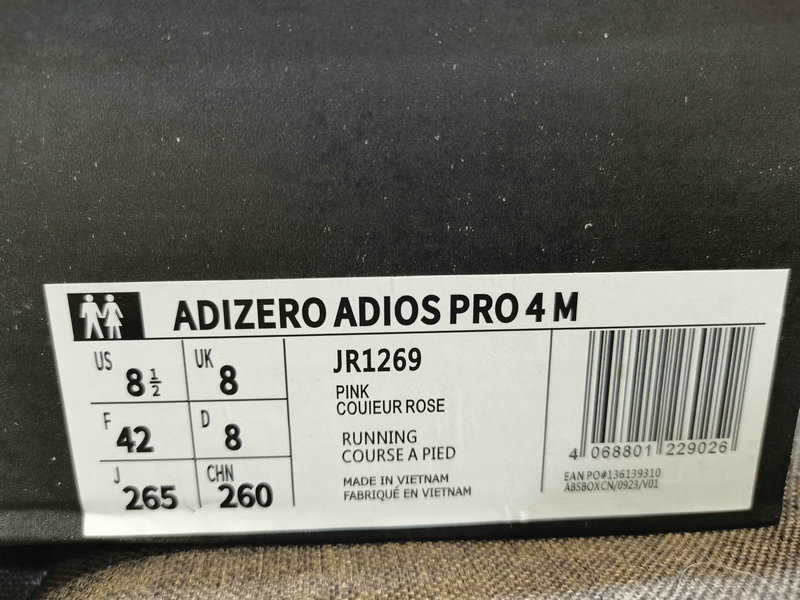 ADIZERO ADIOS PRO 4 M
US 8 1/2
UK 8
F 42
D 8
J 265
CHN 260
JR1269
PINK
COUIEUR ROSE
RUNNING
COURSE A PIED
MADE IN VIETNAM
FABRIQUÉ EN VIETNAM
4 068801 229026
EAN PO#136139310
ABSBOXCN/0923/V01